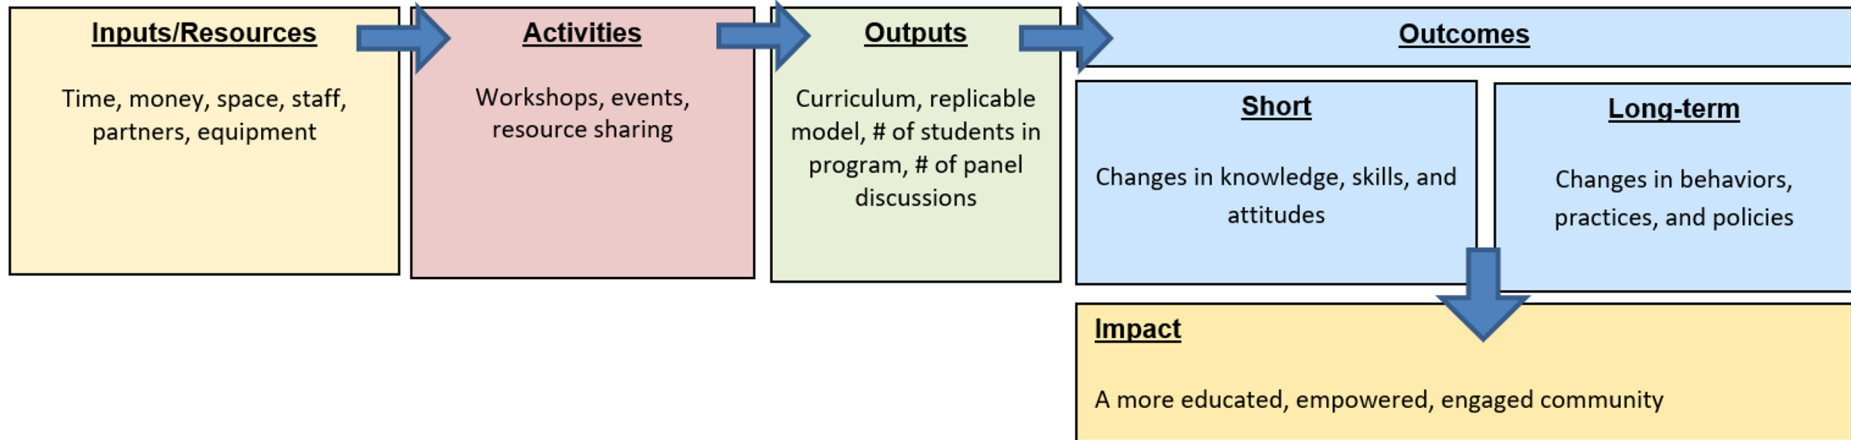 Inputs/Resources
Time, money, space, staff,
partners, equipment
Activities
Workshops, events,
resource sharing
Outputs
Curriculum, replicable
model, # of students in
program, # of panel
discussions
Outcomes
Short
Changes in knowledge, skills, and
attitudes
Long-term
Changes in behaviors,
practices, and policies
Impact
A more educated, empowered, engaged community